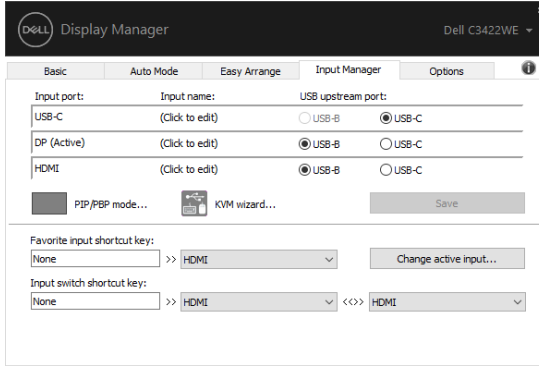 DELL Display Manager Dell C3422WE
Basic Auto Mode Easy Arrange Input Manager Options
Input port: Input name: USB upstream port:
USB-C (Click to edit) USB-B USB-C
DP (Active) (Click to edit) USB-B USB-C
HDMI (Click to edit) USB-B USB-C
PIP/PBP mode... KVM wizard... Save
Favorite input shortcut key:
None >> HDMI Change active input...
Input switch shortcut key:
None >> HDMI <<>> HDMI